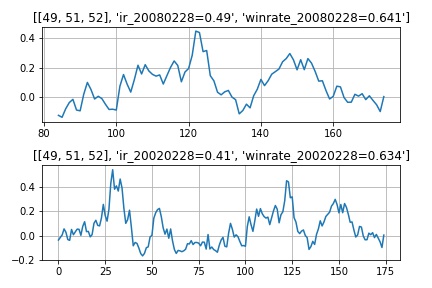 [[49, 51, 52], 'ir_20080228=0.49', 'winrate_20080228=0.641']
0.4
0.2
0.0
80 100 120 140 160
[[49, 51, 52], 'ir_20020228=0.41', 'winrate_20020228=0.634']
0.4
0.2
0.0
−0.2
0 25 50 75 100 125 150 175